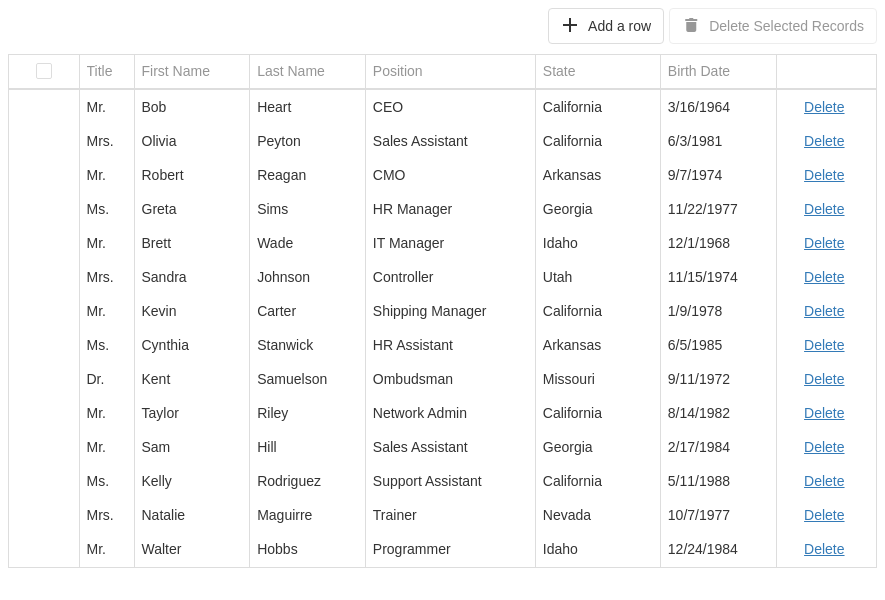 Add a row Delete Selected Records
Title First Name Last Name Position State Birth Date
Mr. Bob Heart CEO California 3/16/1964 Delete
Mrs. Olivia Peyton Sales Assistant California 6/3/1981 Delete
Mr. Robert Reagan CMO Arkansas 9/7/1974 Delete
Ms. Greta Sims HR Manager Georgia 11/22/1977 Delete
Mr. Brett Wade IT Manager Idaho 12/1/1968 Delete
Mrs. Sandra Johnson Controller Utah 11/15/1974 Delete
Mr. Kevin Carter Shipping Manager California 1/9/1978 Delete
Ms. Cynthia Stanwick HR Assistant Arkansas 6/5/1985 Delete
Dr. Kent Samuelson Ombudsman Missouri 9/11/1972 Delete
Mr. Taylor Riley Network Admin California 8/14/1982 Delete
Mr. Sam Hill Sales Assistant Georgia 2/17/1984 Delete
Ms. Kelly Rodriguez Support Assistant California 5/11/1988 Delete
Mrs. Natalie Maguirre Trainer Nevada 10/7/1977 Delete
Mr. Walter Hobbs Programmer Idaho 12/24/1984 Delete